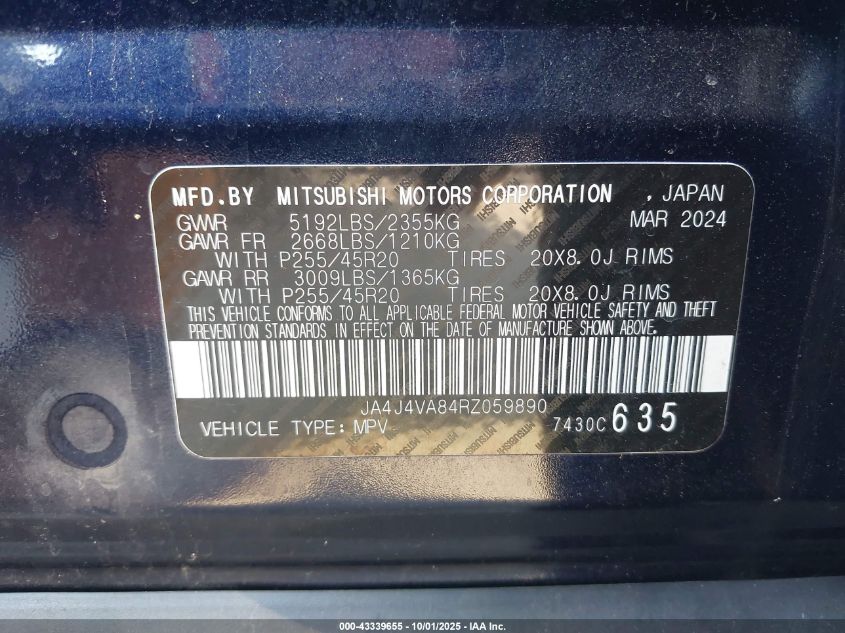 MFD.BY MITSUBISHI MOTORS CORPORATION , JAPAN
GVWR 5192LBS/2355KG MAR 2024
GAWR FR 2668LBS/1210KG
WITH P255/45R20 TIRES 20X8.0J RIMS
GAWR RR 3009LBS/1365KG
WITH P255/45R20 TIRES 20X8.0J RIMS
THIS VEHICLE CONFORMS TO ALL APPLICABLE FEDERAL MOTOR VEHICLE SAFETY AND THEFT
PREVENTION STANDARDS IN EFFECT ON THE DATE OF MANUFACTURE SHOWN ABOVE.
JA4J4VA84RZ059890
VEHICLE TYPE: MPV 7430C 635
000-43339655 - 10/01/2025 - IAA Inc.